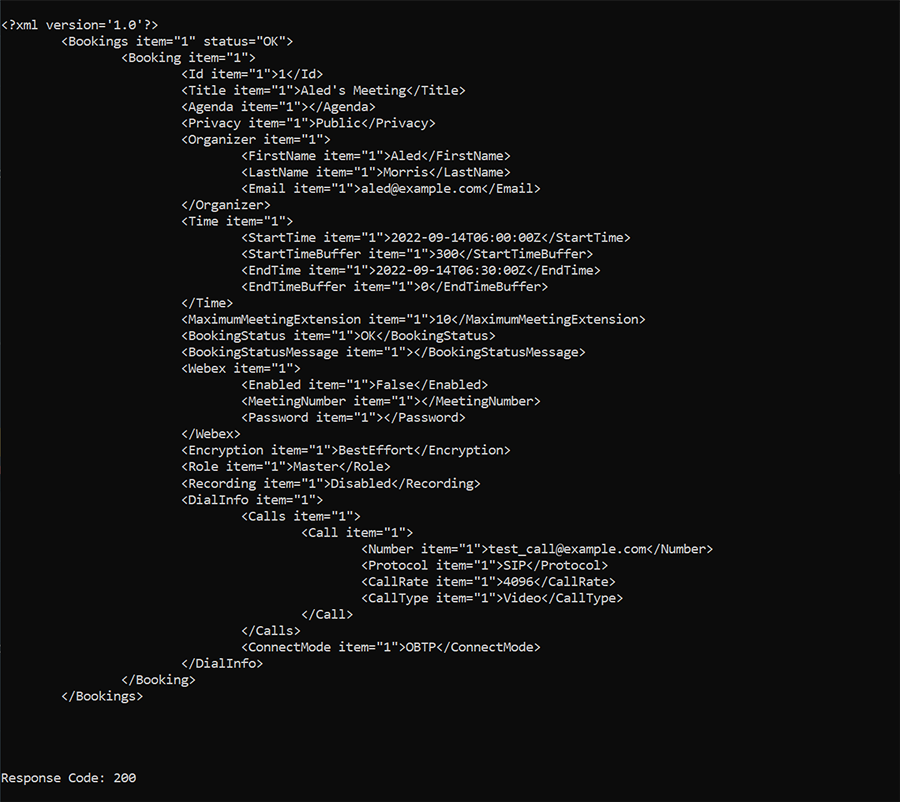 <?xml version='1.0'?>
<Bookings item="1" status="OK">
<Booking item="1">
<Id item="1">1</Id>
<Title item="1">Aled's Meeting</Title>
<Agenda item="1"></Agenda>
<Privacy item="1">Public</Privacy>
<Organizer item="1">
<FirstName item="1">Aled</FirstName>
<LastName item="1">Morris</LastName>
<Email item="1">aled@example.com</Email>
</Organizer>
<Time item="1">
<StartTime item="1">2022-09-14T06:00:00Z</StartTime>
<StartTimeBuffer item="1">300</StartTimeBuffer>
<EndTime item="1">2022-09-14T06:30:00Z</EndTime>
<EndTimeBuffer item="1">0</EndTimeBuffer>
</Time>
<MaximumMeetingExtension item="1">10</MaximumMeetingExtension>
<BookingStatus item="1">OK</BookingStatus>
<BookingStatusMessage item="1"></BookingStatusMessage>
<Webex item="1">
<Enabled item="1">False</Enabled>
<MeetingNumber item="1"></MeetingNumber>
<Password item="1"></Password>
</Webex>
<Encryption item="1">BestEffort</Encryption>
<Role item="1">Master</Role>
<Recording item="1">Disabled</Recording>
<DialInfo item="1">
<Calls item="1">
<Call item="1">
<Number item="1">test_call@example.com</Number>
<Protocol item="1">SIP</Protocol>
<CallRate item="1">4096</CallRate>
<CallType item="1">Video</CallType>
</Call>
</Calls>
<ConnectMode item="1">OBTP</ConnectMode>
</DialInfo>
</Booking>
</Bookings>
Response Code: 200